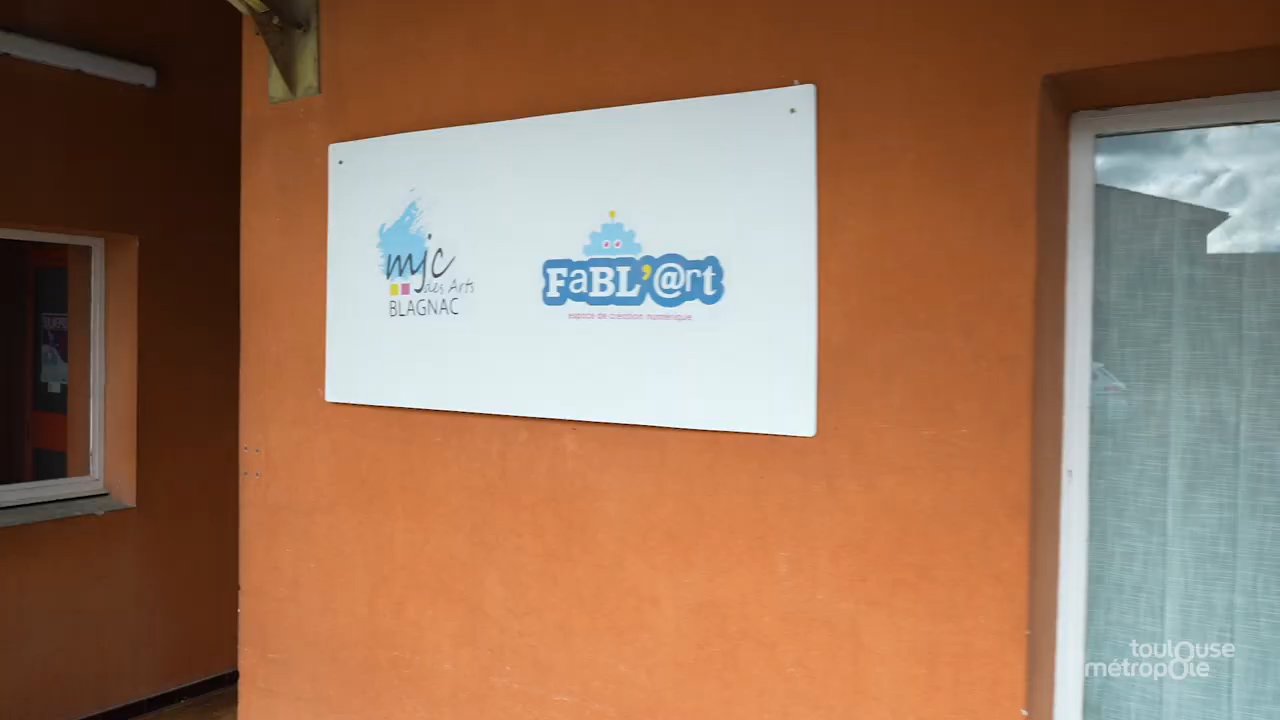 mjc
des Arts
BLAGNAC
FaBL'@rt
espace de création numérique
toulouse
métropole